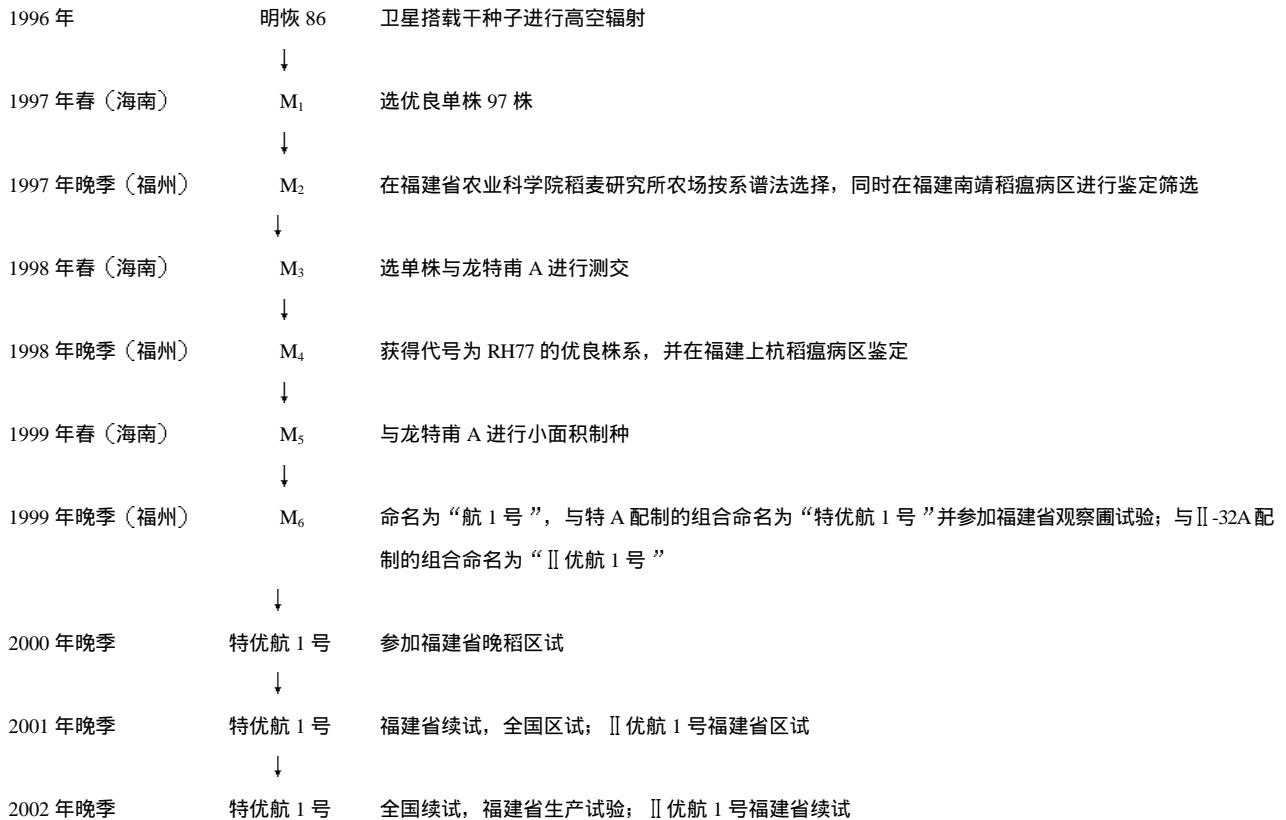 1996 年 明恢 86 卫星搭载干种子进行高空辐射
↓
1997 年春（海南） M₁ 选优良单株 97 株
↓
1997 年晚季（福州） M₂ 在福建省农业科学院稻麦研究所农场按系谱法选择，同时在福建南靖稻瘟病区进行鉴定筛选
↓
1998 年春（海南） M₃ 选单株与龙特甫 A 进行测交
↓
1998 年晚季（福州） M₄ 获得代号为 RH77 的优良株系，并在福建上杭稻瘟病区鉴定
↓
1999 年春（海南） M₅ 与龙特甫 A 进行小面积制种
↓
1999 年晚季（福州） M₆ 命名为“航 1 号”，与特 A 配制的组合命名为“特优航 1 号”并参加福建省观察圃试验；与Ⅱ-32A 配
制的组合命名为“Ⅱ优航 1 号”
↓
2000 年晚季 特优航 1 号 参加福建省晚稻区试
↓
2001 年晚季 特优航 1 号 福建省续试，全国区试；Ⅱ优航 1 号福建省区试
↓
2002 年晚季 特优航 1 号 全国续试，福建省生产试验；Ⅱ优航 1 号福建省续试